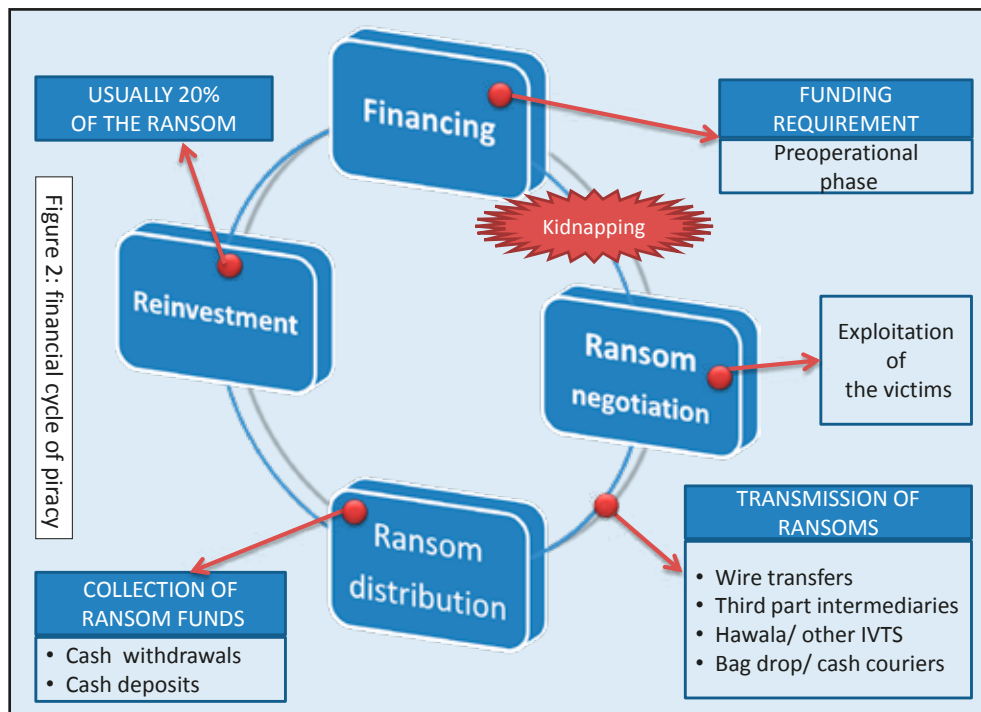 USUALLY 20%
OF THE RANSOM
Financing
FUNDING
REQUIREMENT
Preoperational
phase
Kidnapping
Figure 2: financial cycle of piracy
Reinvestment
Ransom
negotiation
Exploitation
of
the victims
Ransom
distribution
TRANSMISSION OF
RANSOMS
• Wire transfers
• Third part intermediaries
• Hawala/ other IVTS
• Bag drop/ cash couriers
COLLECTION OF
RANSOM FUNDS
• Cash withdrawals
• Cash deposits